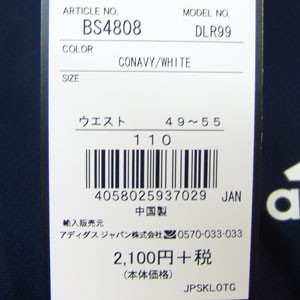 ARTICLE NO. MODEL NO.
BS4808 DLR99
COLOR
CONAVY/WHITE
SIZE
ウエスト 49~55
110
4058025937029 JAN
中国製
輸入販売元
アディダス ジャパン株式会社 ☎0570-033-033
2,100円+税
(本体価格)
JPSKLOTG
a